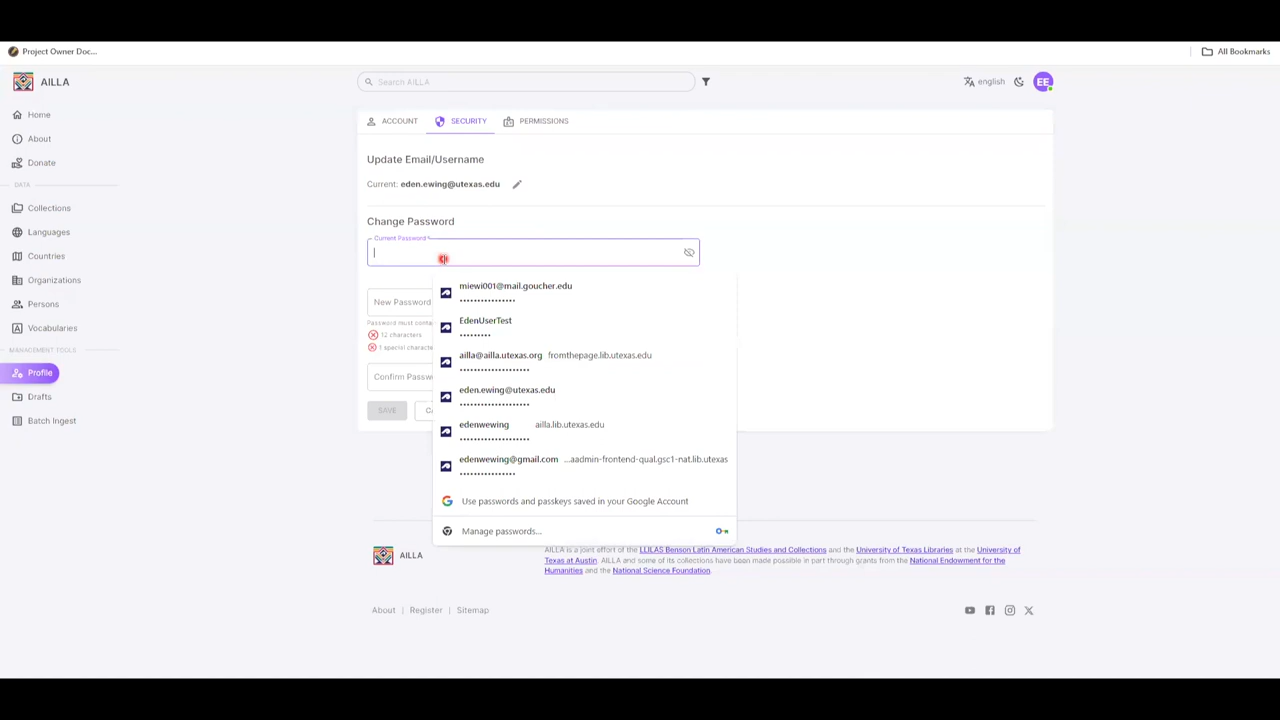 Project Owner Doc...
All Bookmarks
AILLA
Search AILLA
english
EE
Home
About
Donate
DATA
Collections
Languages
Countries
Organizations
Persons
Vocabularies
MANAGEMENT TOOLS
Profile
Drafts
Batch Ingest
ACCOUNT
SECURITY
PERMISSIONS
Update Email/Username
Current: eden.ewing@utexas.edu
Change Password
Current Password *
New Password
Password must conta
12 characters
1 special characte
Confirm Passw
SAVE
CA
miewi001@mail.goucher.edu
••••••••••••••••
EdenUserTest
•••••••••
ailla@ailla.utexas.org fromthepage.lib.utexas.edu
••••••••••••••••••••
eden.ewing@utexas.edu
••••••••••••••••••••
edenwewing ailla.lib.utexas.edu
••••••••••••••••••••
edenwewing@gmail.com ...aadmin-frontend-qual.gsc1-nat.lib.utexas
••••••••••••••••
Use passwords and passkeys saved in your Google Account
Manage passwords...
AILLA
AILLA is a joint effort of the LLILAS Benson Latin American Studies and Collections and the University of Texas Libraries at the University of
Texas at Austin. AILLA and some of its collections have been made possible in part through grants from the National Endowment for the
Humanities and the National Science Foundation.
About | Register | Sitemap